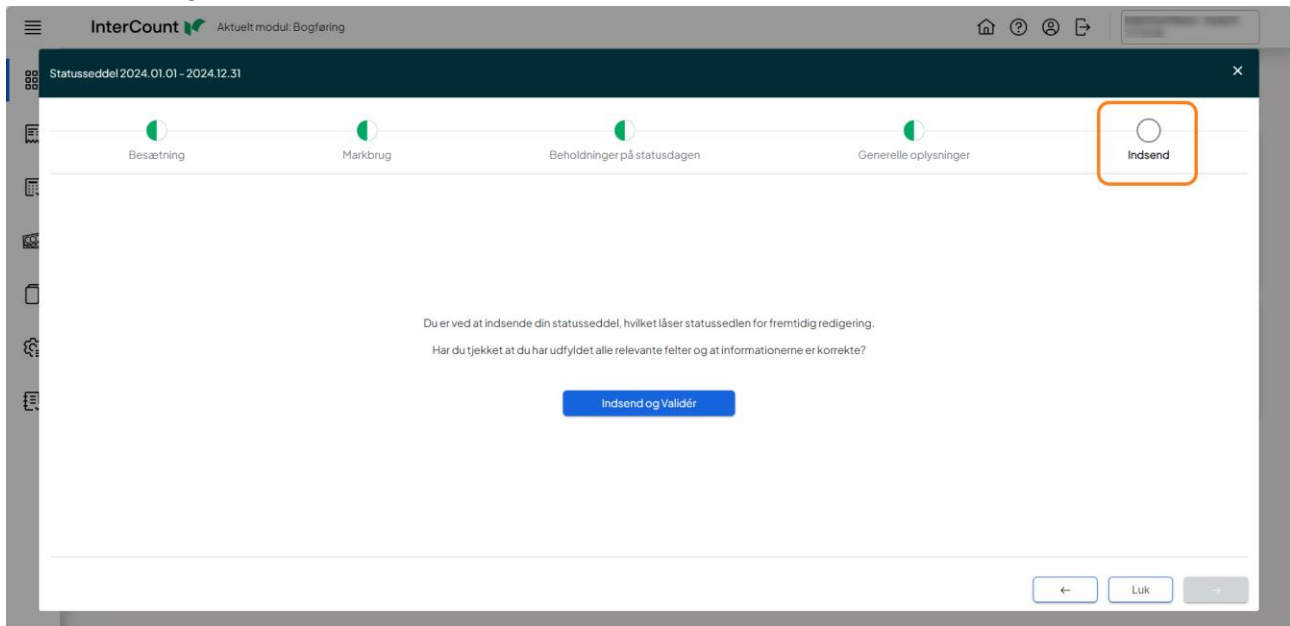 InterCount Aktuelt modul: Bogføring
Statusseddel 2024.01.01 - 2024.12.31
Besætning
Markbrug
Beholdninger på statusdagen
Generelle oplysninger
Indsend
Du er ved at indsende din statusseddel, hvilket låser statussedlen for fremtidig redigering.
Har du tjekket at du har udfyldet alle relevante felter og at informationerne er korrekte?
Indsend og Validér
Luk